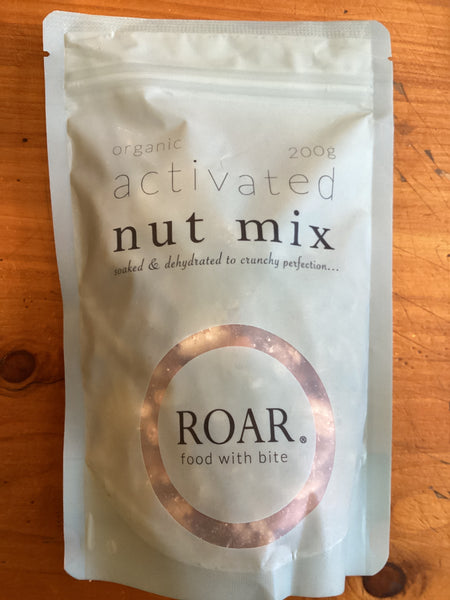 organic 200g
activated
nut mix
soaked & dehydrated to crunchy perfection...
ROAR®
food with bite